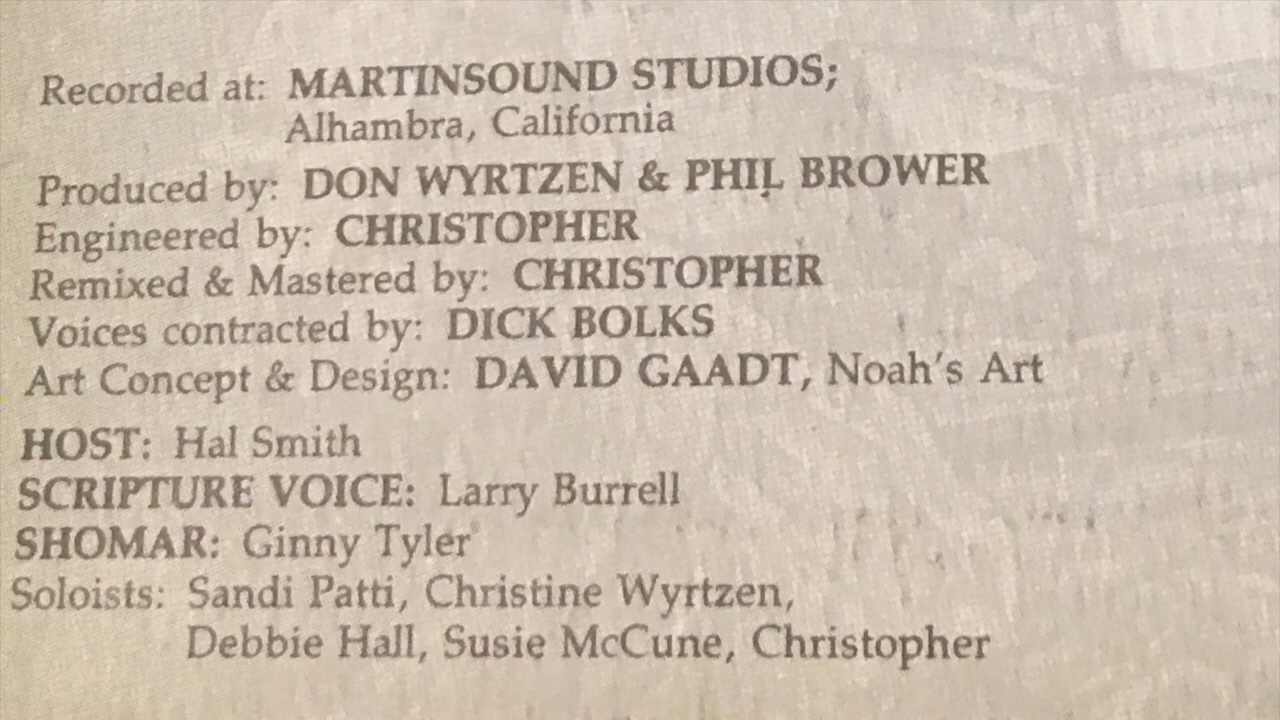 Recorded at: MARTINSOUND STUDIOS;
Alhambra, California
Produced by: DON WYRTZEN & PHIL BROWER
Engineered by: CHRISTOPHER
Remixed & Mastered by: CHRISTOPHER
Voices contracted by: DICK BOLKS
Art Concept & Design: DAVID GAADT, Noah's Art
HOST: Hal Smith
SCRIPTURE VOICE: Larry Burrell
SHOMAR: Ginny Tyler
Soloists: Sandi Patti, Christine Wyrtzen,
Debbie Hall, Susie McCune, Christopher